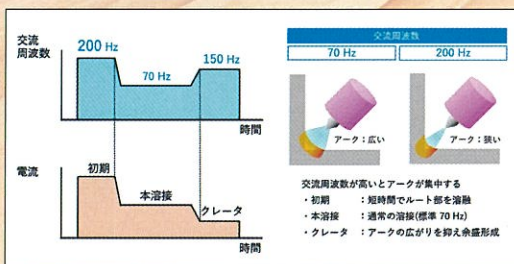 交流
周波数
200 Hz
70 Hz
150 Hz
時間
電流
初期
本溶接
クレータ
時間
交流周波数
70 Hz
200 Hz
アーク：広い
アーク：狭い
交流周波数が高いとアークが集中する
・初期　：短時間でルート部を溶融
・本溶接　：通常の溶接(標準 70 Hz)
・クレータ　：アークの広がりを抑え余盛形成